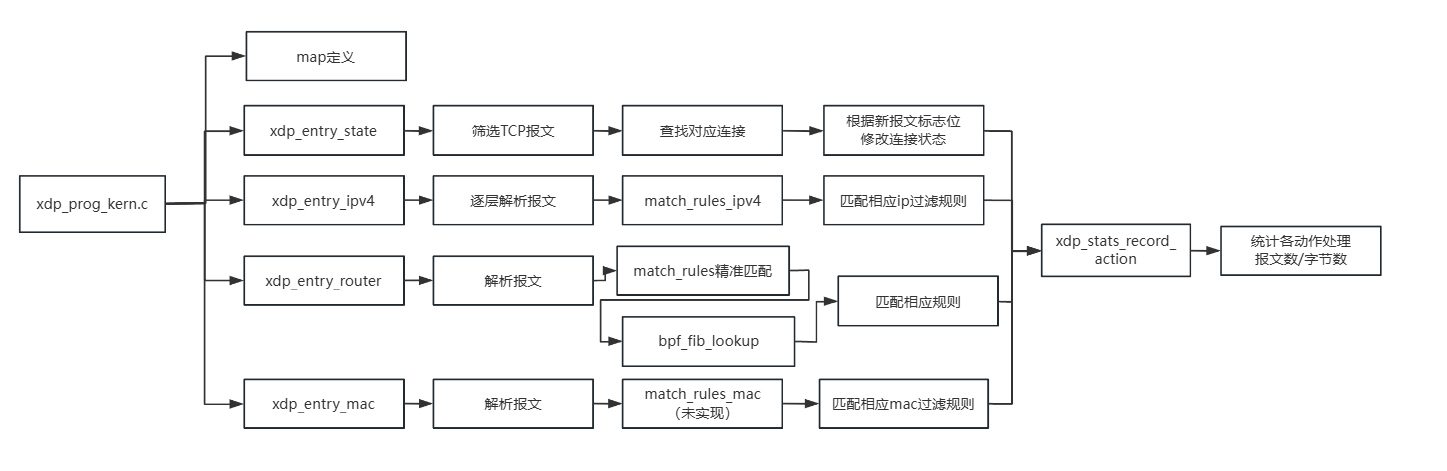 xdp_prog_kern.c
map定义
xdp_entry_state
筛选TCP报文
查找对应连接
根据新报文标志位
修改连接状态
xdp_entry_ipv4
逐层解析报文
match_rules_ipv4
匹配相应ip过滤规则
xdp_entry_router
解析报文
match_rules精准匹配
bpf_fib_lookup
匹配相应规则
xdp_entry_mac
解析报文
match_rules_mac
（未实现）
匹配相应mac过滤规则
xdp_stats_record_
action
统计各动作处理
报文数/字节数